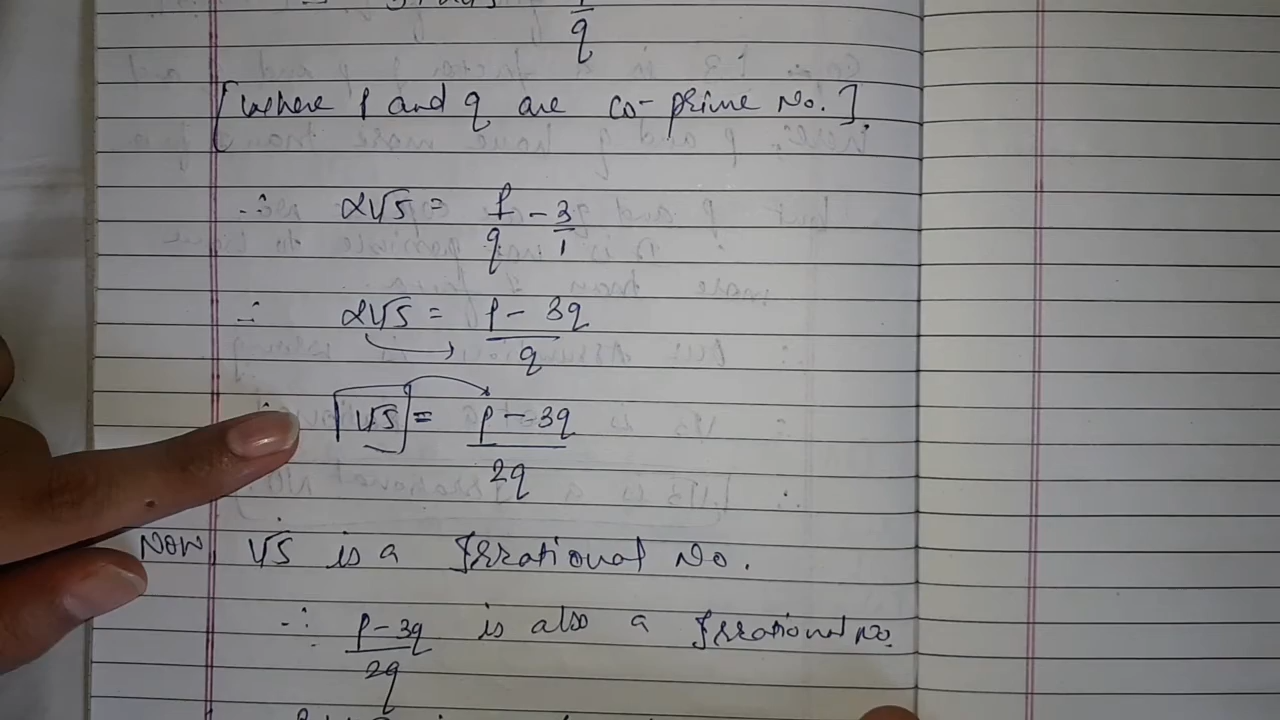 q
[where p and q are co-prime No.].
∴ 2√5 = p/q - 3/1
∴ 2√5 = p - 3q / q
∴ √5 = p - 3q / 2q
Now √5 is a Irrational No.
∴ p - 3q / 2q is also a Irrational No.